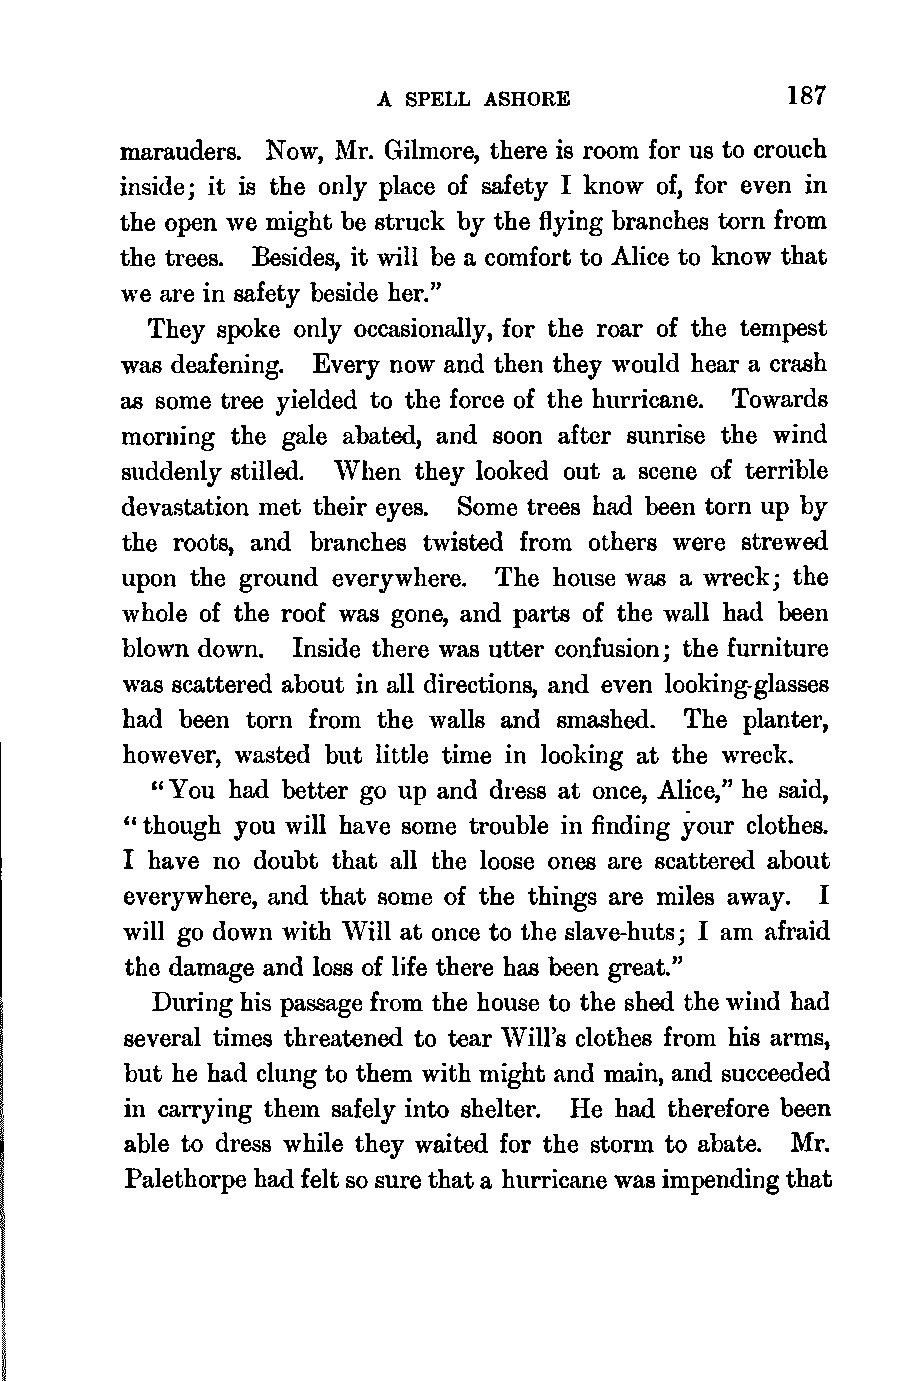 A SPELL ASHORE 187
marauders. Now, Mr. Gilmore, there is room for us to crouch
inside; it is the only place of safety I know of, for even in
the open we might be struck by the flying branches torn from
the trees. Besides, it will be a comfort to Alice to know that
we are in safety beside her.”
They spoke only occasionally, for the roar of the tempest
was deafening. Every now and then they would hear a crash
as some tree yielded to the force of the hurricane. Towards
morning the gale abated, and soon after sunrise the wind
suddenly stilled. When they looked out a scene of terrible
devastation met their eyes. Some trees had been torn up by
the roots, and branches twisted from others were strewed
upon the ground everywhere. The house was a wreck; the
whole of the roof was gone, and parts of the wall had been
blown down. Inside there was utter confusion; the furniture
was scattered about in all directions, and even looking-glasses
had been torn from the walls and smashed. The planter,
however, wasted but little time in looking at the wreck.
“You had better go up and dress at once, Alice,” he said,
“though you will have some trouble in finding your clothes.
I have no doubt that all the loose ones are scattered about
everywhere, and that some of the things are miles away. I
will go down with Will at once to the slave-huts; I am afraid
the damage and loss of life there has been great.”
During his passage from the house to the shed the wind had
several times threatened to tear Will’s clothes from his arms,
but he had clung to them with might and main, and succeeded
in carrying them safely into shelter. He had therefore been
able to dress while they waited for the storm to abate. Mr.
Palethorpe had felt so sure that a hurricane was impending that